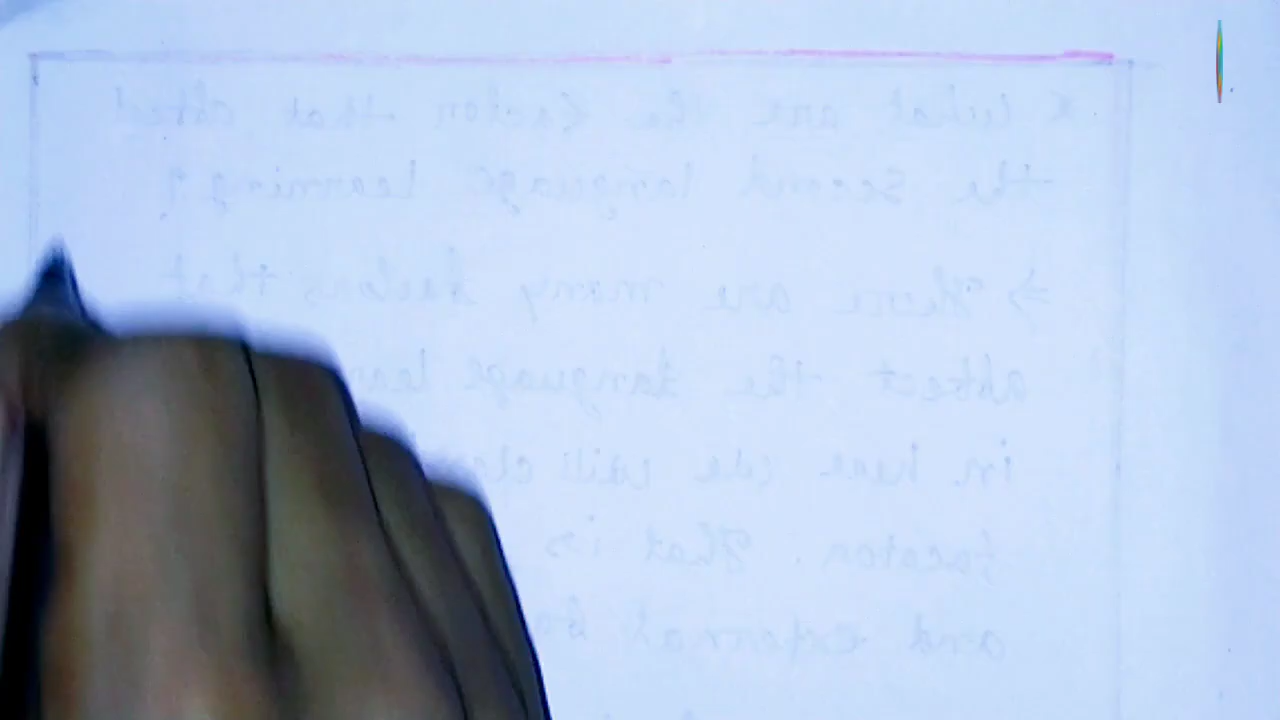 * What are the factor that affect
the second language learning?
⇒ There are many factors that
affect the language
in here we will
factor. That is
and external